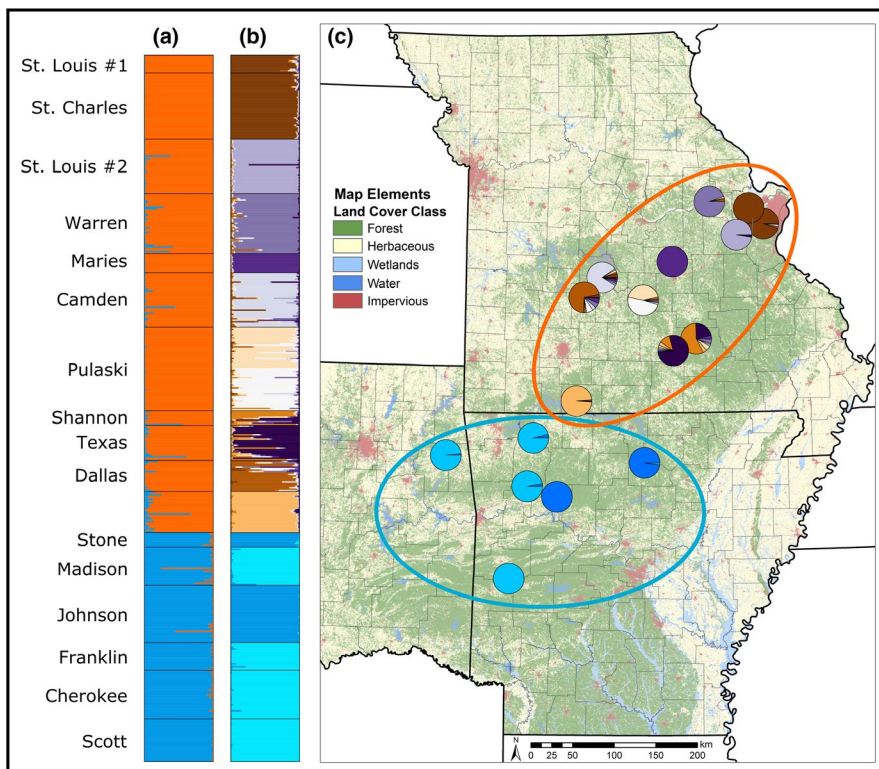 (a)
(b)
(c)
St. Louis #1
St. Charles
St. Louis #2
Warren
Maries
Camden
Pulaski
Shannon
Texas
Dallas
Stone
Madison
Johnson
Franklin
Cherokee
Scott
Map Elements
Land Cover Class
Forest
Herbaceous
Wetlands
Water
Impervious
N
km
0 25 50 100 150 200